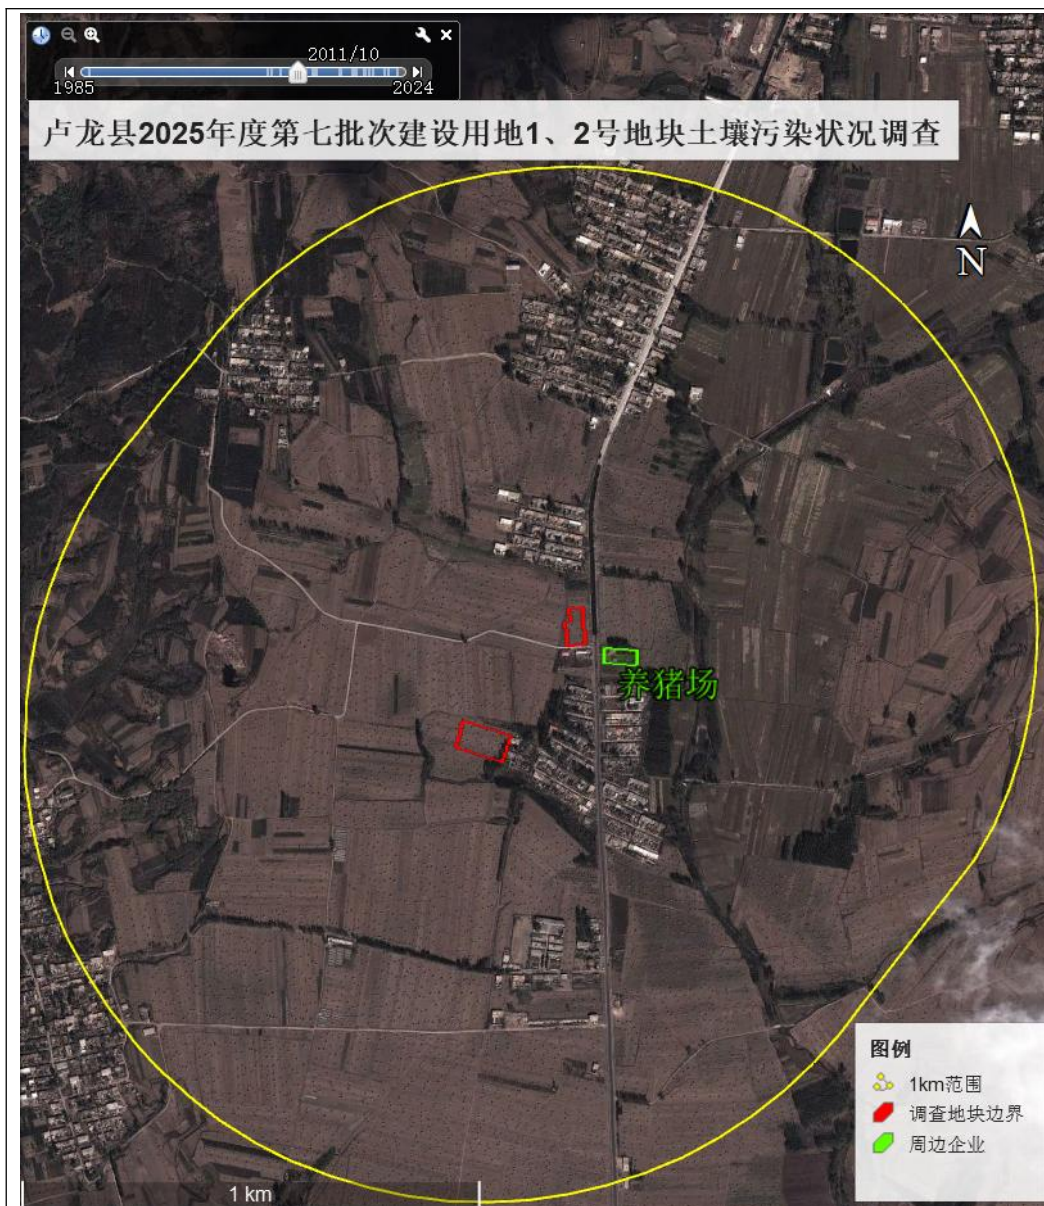 2011/10
1985
2024
卢龙县2025年度第七批次建设用地1、2号地块土壤污染状况调查
N
养猪场
图例
1km范围
调查地块边界
周边企业
1 km